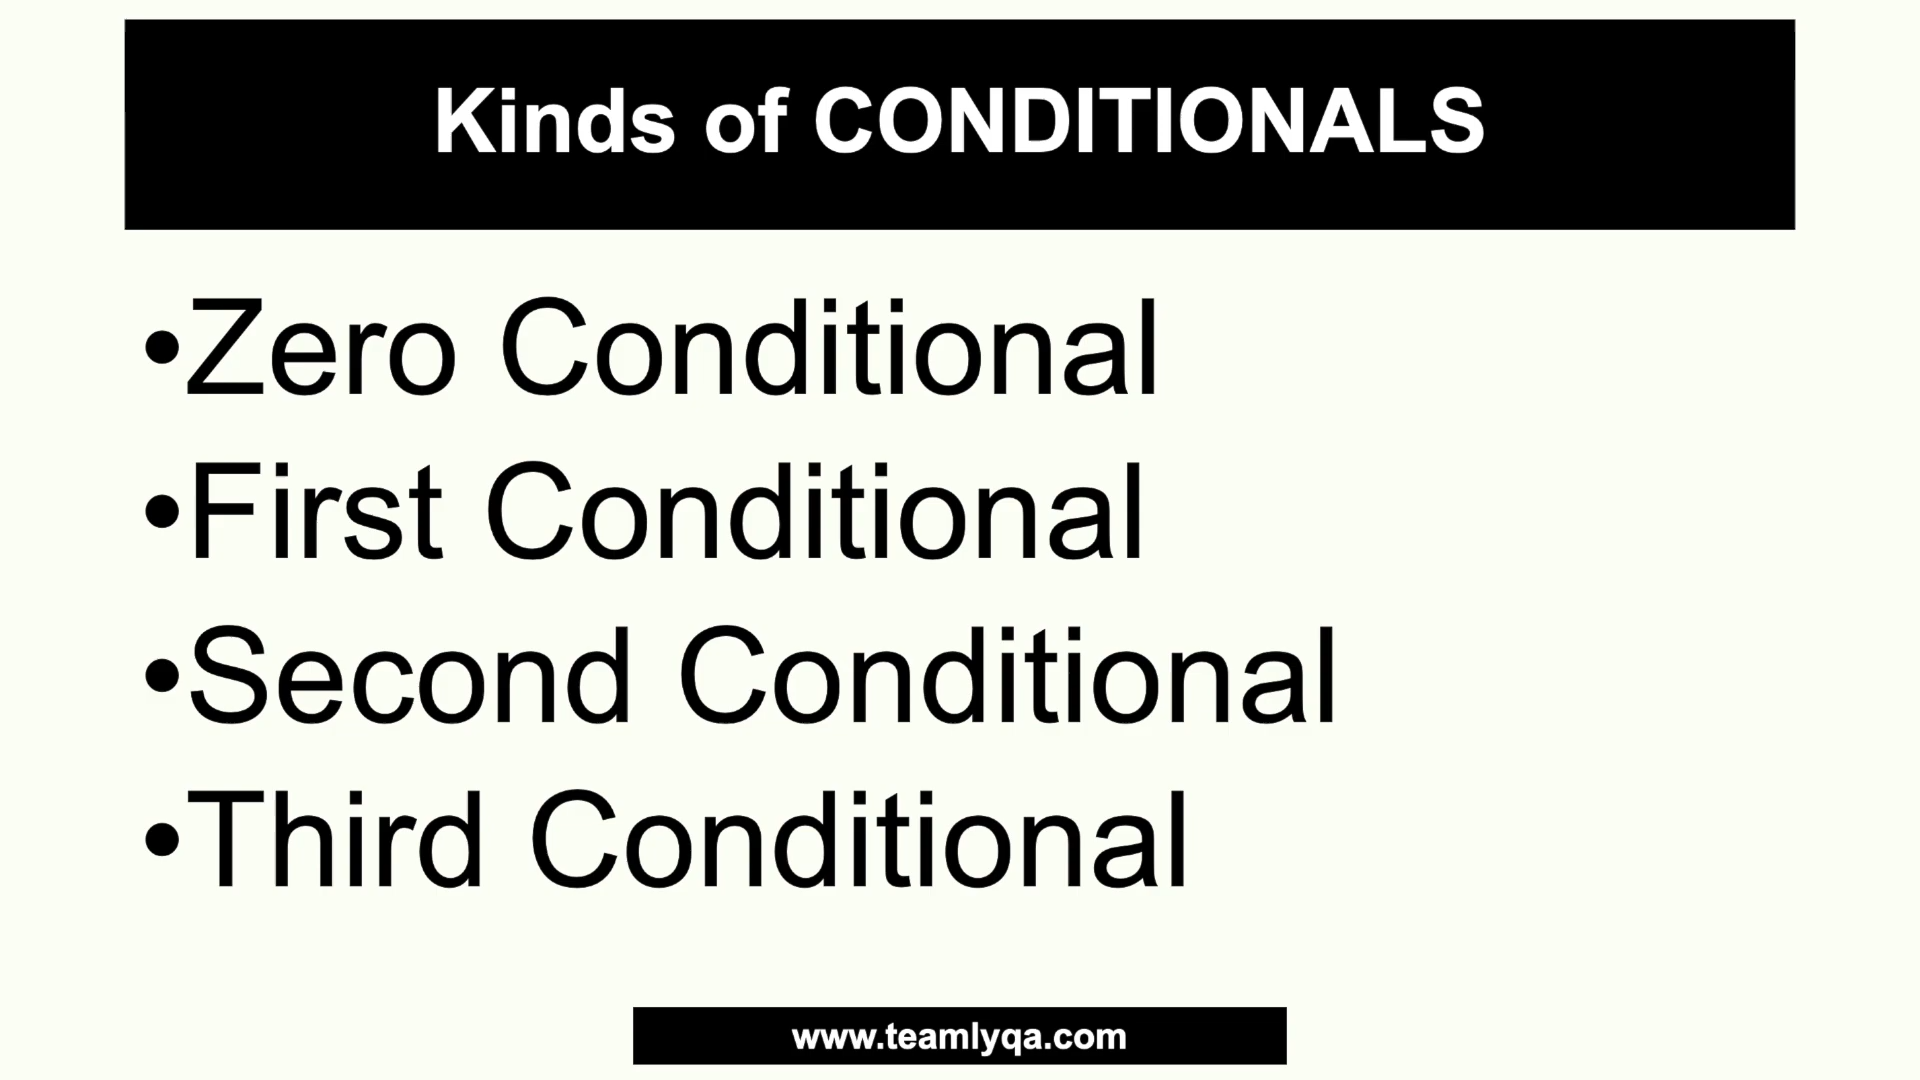 Kinds of CONDITIONALS
•Zero Conditional
•First Conditional
•Second Conditional
•Third Conditional
www.teamlyqa.com